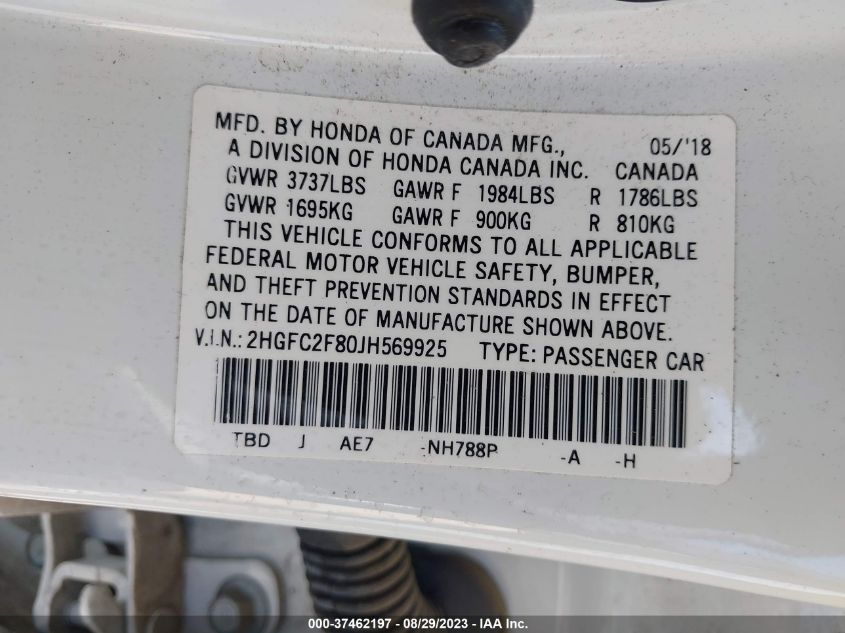 MFD. BY HONDA OF CANADA MFG., 05/'18
A DIVISION OF HONDA CANADA INC. CANADA
GVWR 3737LBS GAWR F 1984LBS R 1786LBS
GVWR 1695KG GAWR F 900KG R 810KG
THIS VEHICLE CONFORMS TO ALL APPLICABLE
FEDERAL MOTOR VEHICLE SAFETY, BUMPER,
AND THEFT PREVENTION STANDARDS IN EFFECT
ON THE DATE OF MANUFACTURE SHOWN ABOVE.
V.I.N.: 2HGFC2F80JH569925 TYPE: PASSENGER CAR
TBD J AE7 -NH788P -A -H
000-37462197 - 08/29/2023 - IAA Inc.